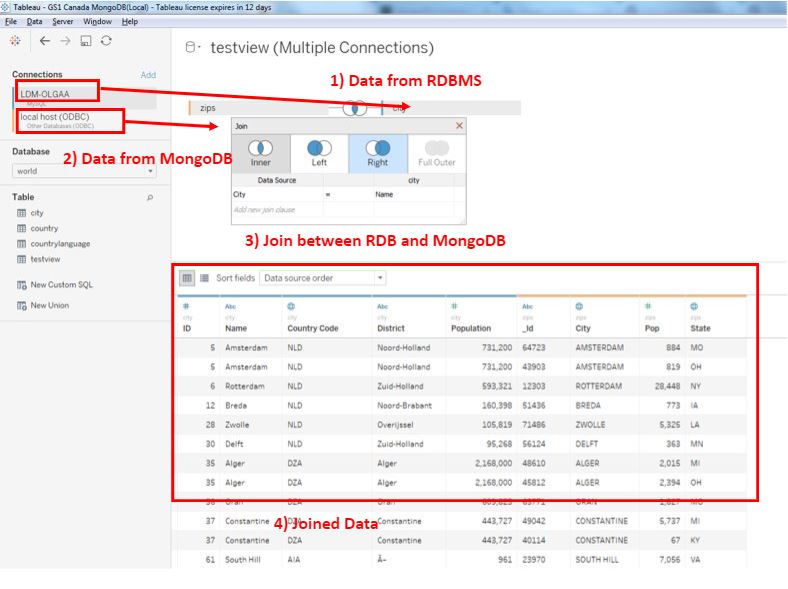 Tableau - GS1 Canada MongoDB(Local) - Tableau license expires in 12 days
File Data Server Window Help
testview (Multiple Connections)
Connections Add
LDM-OLGAA
MySQL
local host (ODBC)
Other Databases (ODBC)
1) Data from RDBMS
zips city
2) Data from MongoDB
Database
world
Join
Inner Left Right Full Outer
Data Source city
City = Name
Add new join clause
3) Join between RDB and MongoDB
Table
city
country
countrylanguage
testview
New Custom SQL
New Union
Sort fields Data source order
# Abc Abc # Abc #
city city city city city zips zips zips zips
ID Name Country Code District Population _Id City Pop State
5 Amsterdam NLD Noord-Holland 731,200 64723 AMSTERDAM 884 MO
5 Amsterdam NLD Noord-Holland 731,200 43903 AMSTERDAM 819 OH
6 Rotterdam NLD Zuid-Holland 593,321 12303 ROTTERDAM 28,448 NY
12 Breda NLD Noord-Brabant 160,398 51436 BREDA 773 IA
28 Zwolle NLD Overijssel 105,819 71486 ZWOLLE 5,325 LA
30 Delft NLD Zuid-Holland 95,268 56124 DELFT 363 MN
35 Alger DZA Alger 2,168,000 48610 ALGER 2,015 MI
35 Alger DZA Alger 2,168,000 45812 ALGER 2,394 OH
Oran Oran ORAN
4) Joined Data
37 Constantine DZA Constantine 443,727 49042 CONSTANTINE 5,737 MI
37 Constantine DZA Constantine 443,727 40114 CONSTANTINE 67 KY
61 South Hill AIA Ã– 961 23970 SOUTH HILL 7,056 VA